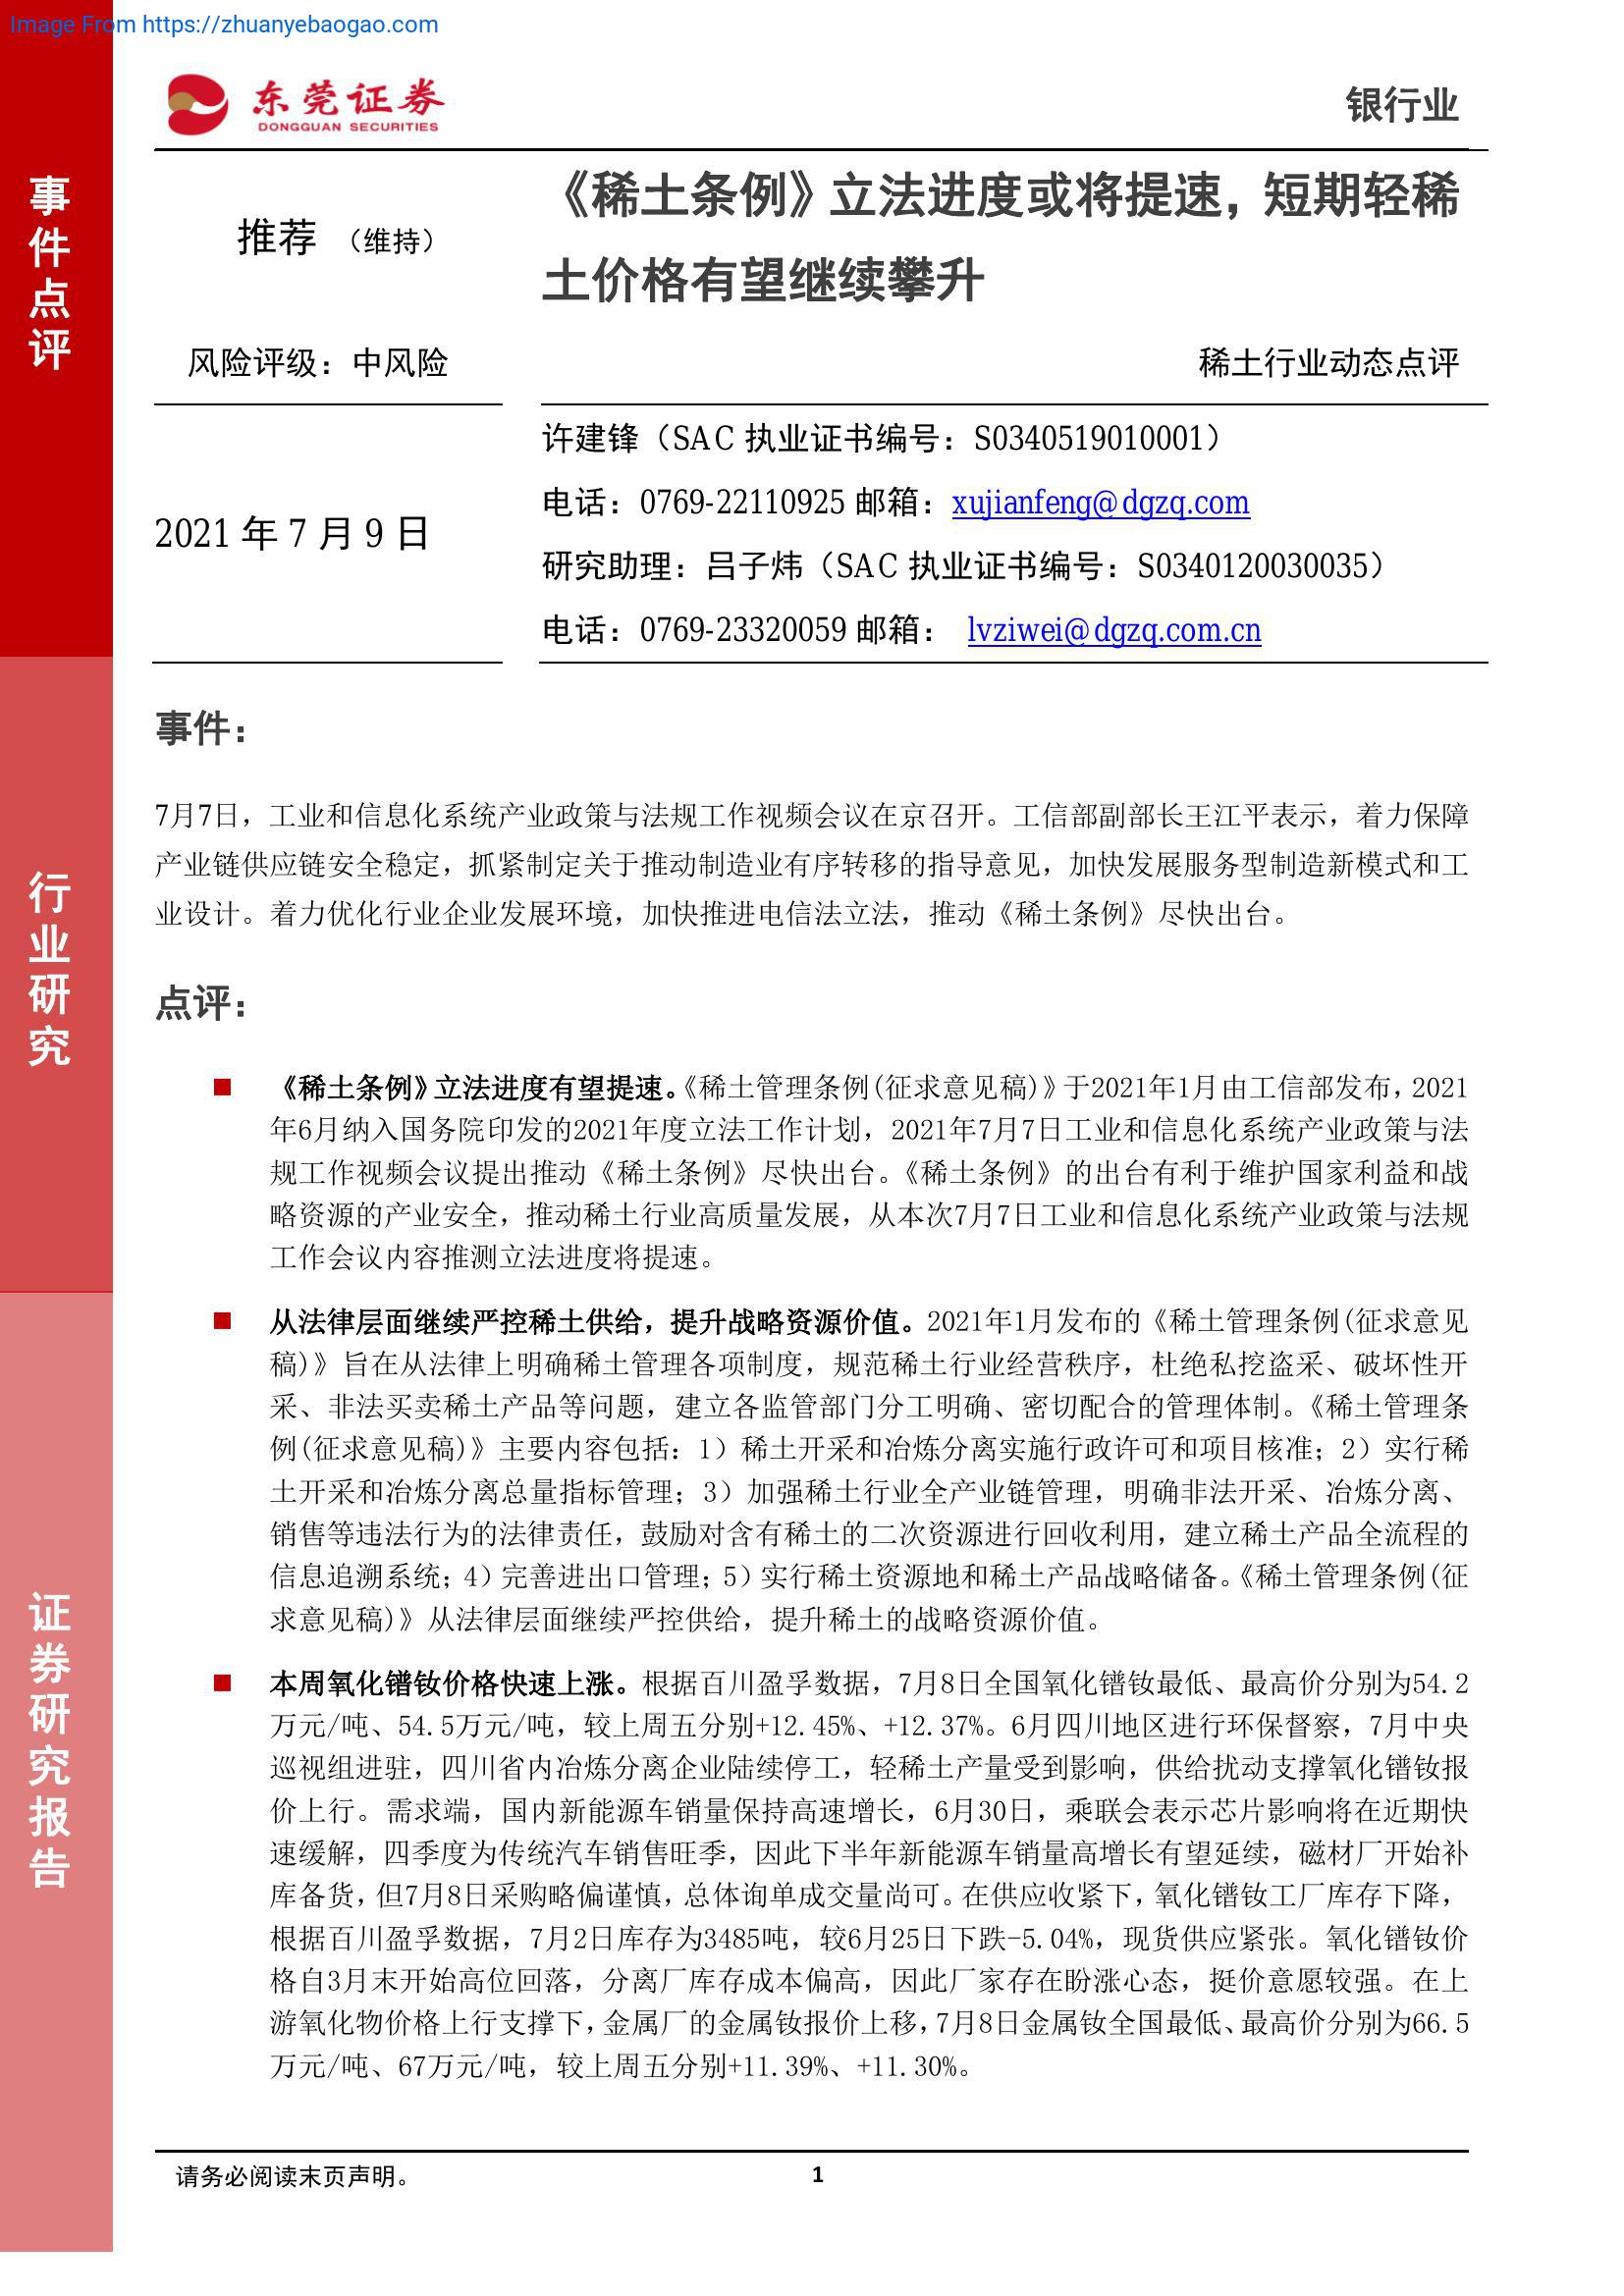 Image From https://zhuanyebaogao.com
东莞证券
DONGGUAN SECURITIES
银行业
事件点评
推荐 （维持）
《稀土条例》立法进度或将提速，短期轻稀
土价格有望继续攀升
风险评级：中风险
稀土行业动态点评
2021 年 7 月 9 日
许建锋（SAC 执业证书编号：S0340519010001）
电话：0769-22110925 邮箱：xujianfeng@dgzq.com
研究助理：吕子炜（SAC 执业证书编号：S0340120030035）
电话：0769-23320059 邮箱： lvziwei@dgzq.com.cn
行业研究
证券研究报告
事件：
7月7日，工业和信息化系统产业政策与法规工作视频会议在京召开。工信部副部长王江平表示，着力保障
产业链供应链安全稳定，抓紧制定关于推动制造业有序转移的指导意见，加快发展服务型制造新模式和工
业设计。着力优化行业企业发展环境，加快推进电信法立法，推动《稀土条例》尽快出台。
点评：
■ 《稀土条例》立法进度有望提速。《稀土管理条例(征求意见稿)》于2021年1月由工信部发布，2021
年6月纳入国务院印发的2021年度立法工作计划，2021年7月7日工业和信息化系统产业政策与法
规工作视频会议提出推动《稀土条例》尽快出台。《稀土条例》的出台有利于维护国家利益和战
略资源的产业安全，推动稀土行业高质量发展，从本次7月7日工业和信息化系统产业政策与法规
工作会议内容推测立法进度将提速。
■ 从法律层面继续严控稀土供给，提升战略资源价值。2021年1月发布的《稀土管理条例(征求意见
稿)》旨在从法律上明确稀土管理各项制度，规范稀土行业经营秩序，杜绝私挖盗采、破坏性开
采、非法买卖稀土产品等问题，建立各监管部门分工明确、密切配合的管理体制。《稀土管理条
例(征求意见稿)》主要内容包括：1）稀土开采和冶炼分离实施行政许可和项目核准；2）实行稀
土开采和冶炼分离总量指标管理；3）加强稀土行业全产业链管理，明确非法开采、冶炼分离、
销售等违法行为的法律责任，鼓励对含有稀土的二次资源进行回收利用，建立稀土产品全流程的
信息追溯系统；4）完善进出口管理；5）实行稀土资源地和稀土产品战略储备。《稀土管理条例(征
求意见稿)》从法律层面继续严控供给，提升稀土的战略资源价值。
■ 本周氧化镨钕价格快速上涨。根据百川盈孚数据，7月8日全国氧化镨钕最低、最高价分别为54.2
万元/吨、54.5万元/吨，较上周五分别+12.45%、+12.37%。6月四川地区进行环保督察，7月中央
巡视组进驻，四川省内冶炼分离企业陆续停工，轻稀土产量受到影响，供给扰动支撑氧化镨钕报
价上行。需求端，国内新能源车销量保持高速增长，6月30日，乘联会表示芯片影响将在近期快
速缓解，四季度为传统汽车销售旺季，因此下半年新能源车销量高增长有望延续，磁材厂开始补
库备货，但7月8日采购略偏谨慎，总体询单成交量尚可。在供应收紧下，氧化镨钕工厂库存下降，
根据百川盈孚数据，7月2日库存为3485吨，较6月25日下跌-5.04%，现货供应紧张。氧化镨钕价
格自3月末开始高位回落，分离厂库存成本偏高，因此厂家存在盼涨心态，挺价意愿较强。在上
游氧化物价格上行支撑下，金属厂的金属钕报价上移，7月8日金属钕全国最低、最高价分别为66.5
万元/吨、67万元/吨，较上周五分别+11.39%、+11.30%。
请务必阅读末页声明。
1